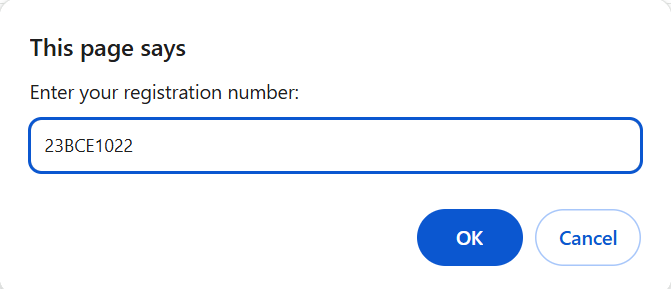 This page says
Enter your registration number:
23BCE1022
OK
Cancel